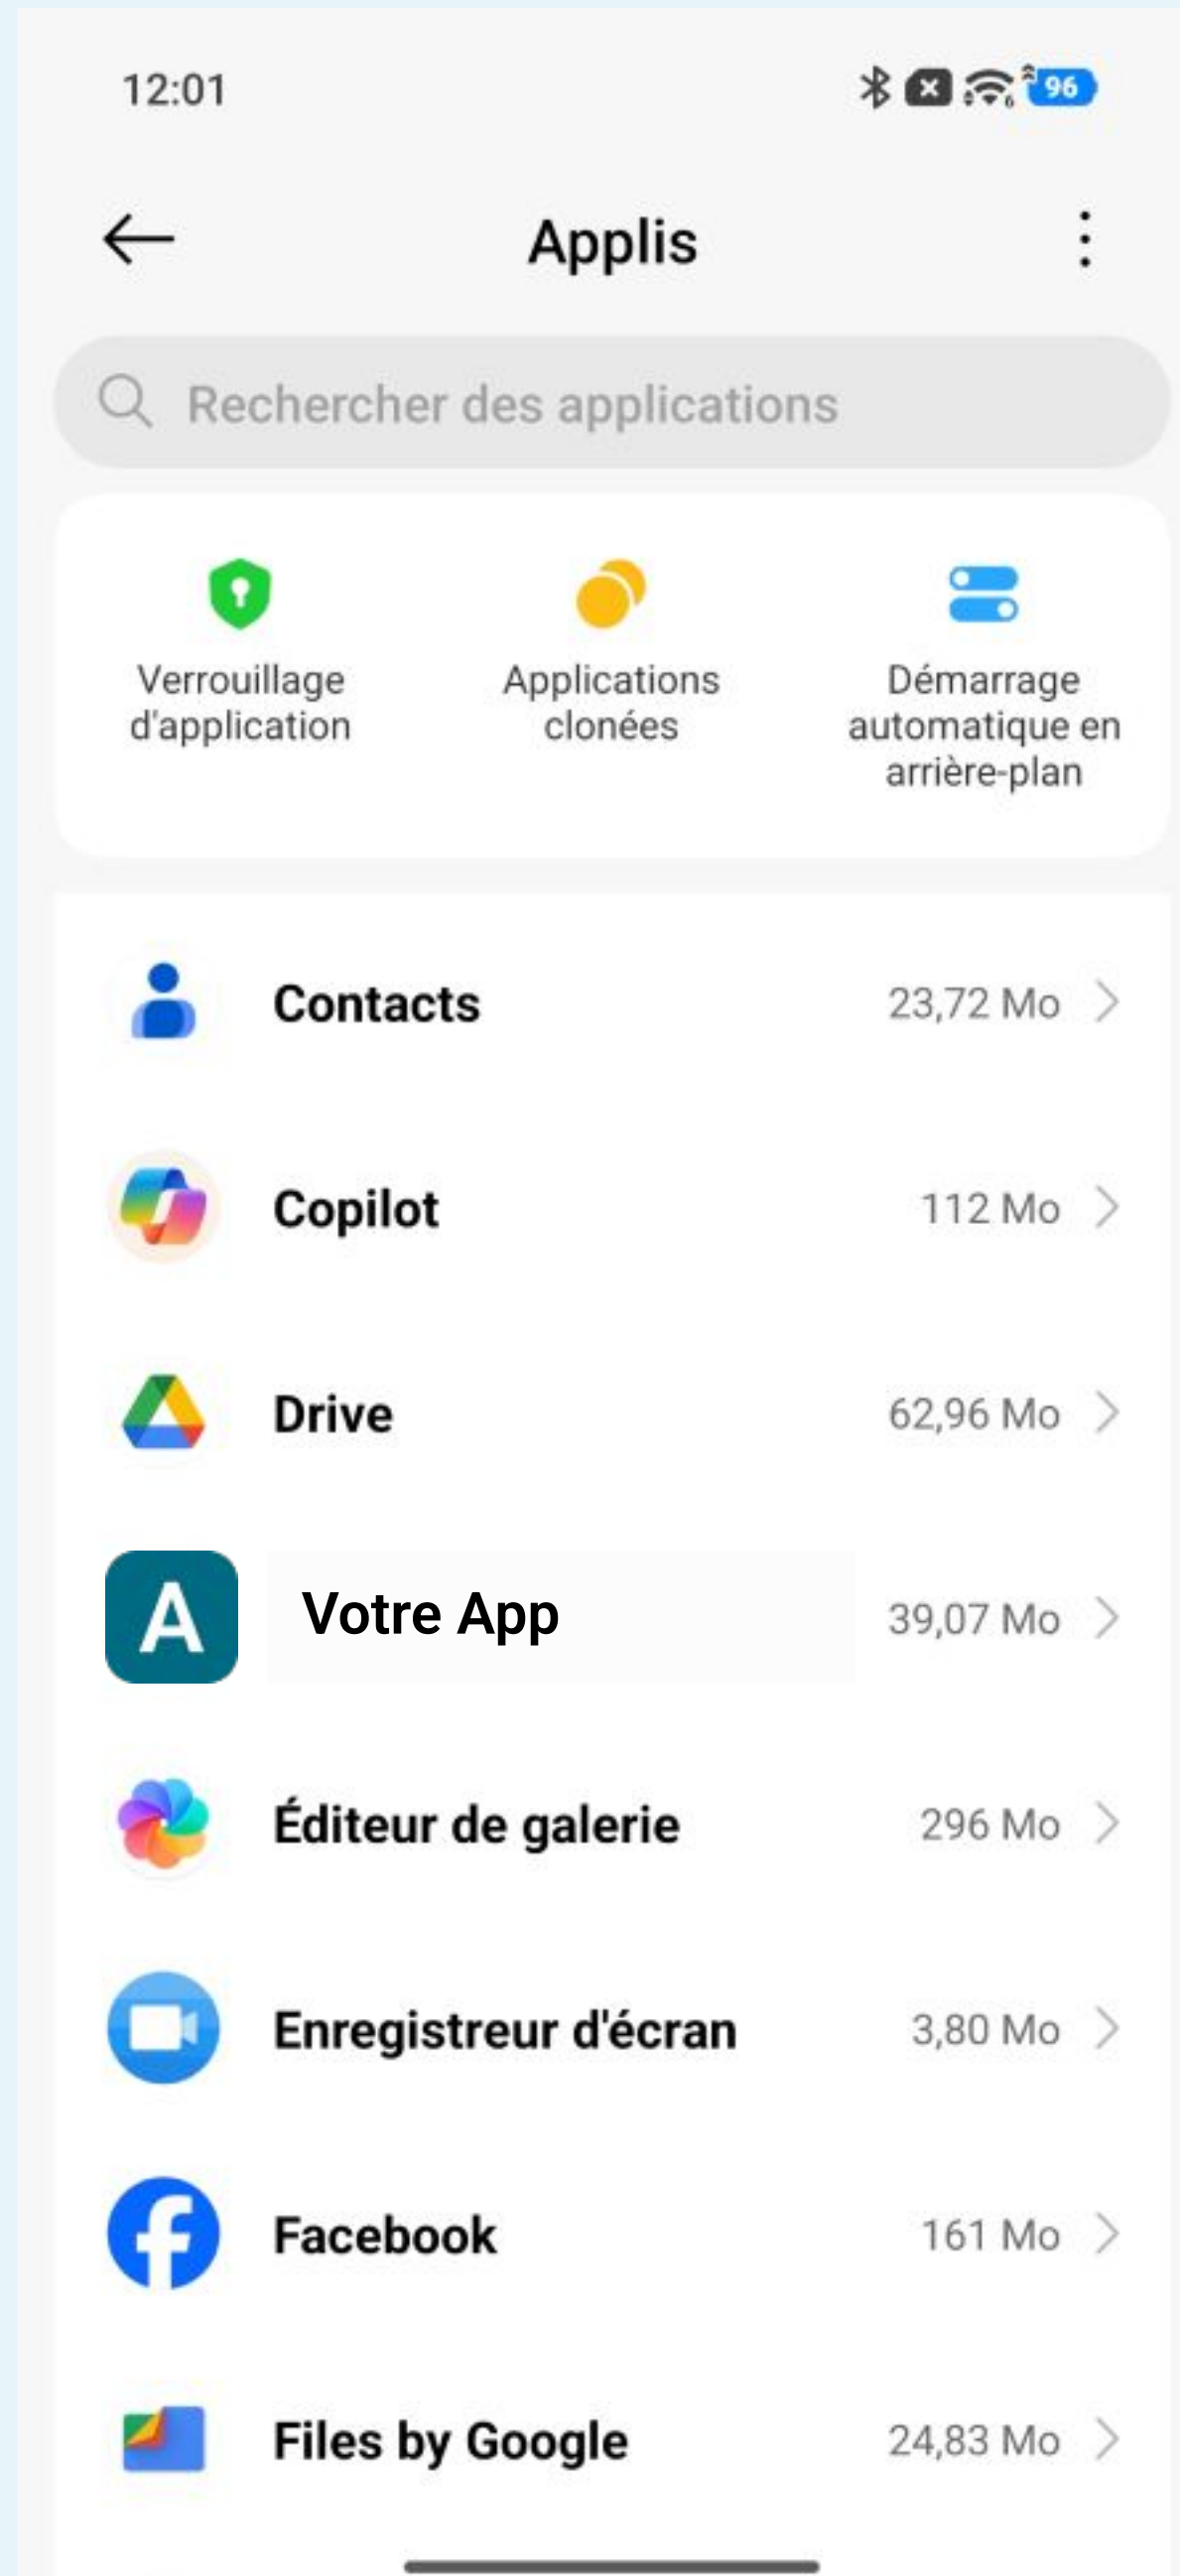 12:01
96
Applis
Rechercher des applications
Verrouillage
d'application
Applications
clonées
Démarrage
automatique en
arrière-plan
Contacts 23,72 Mo
Copilot 112 Mo
Drive 62,96 Mo
A Votre App 39,07 Mo
Éditeur de galerie 296 Mo
Enregistreur d'écran 3,80 Mo
Facebook 161 Mo
Files by Google 24,83 Mo